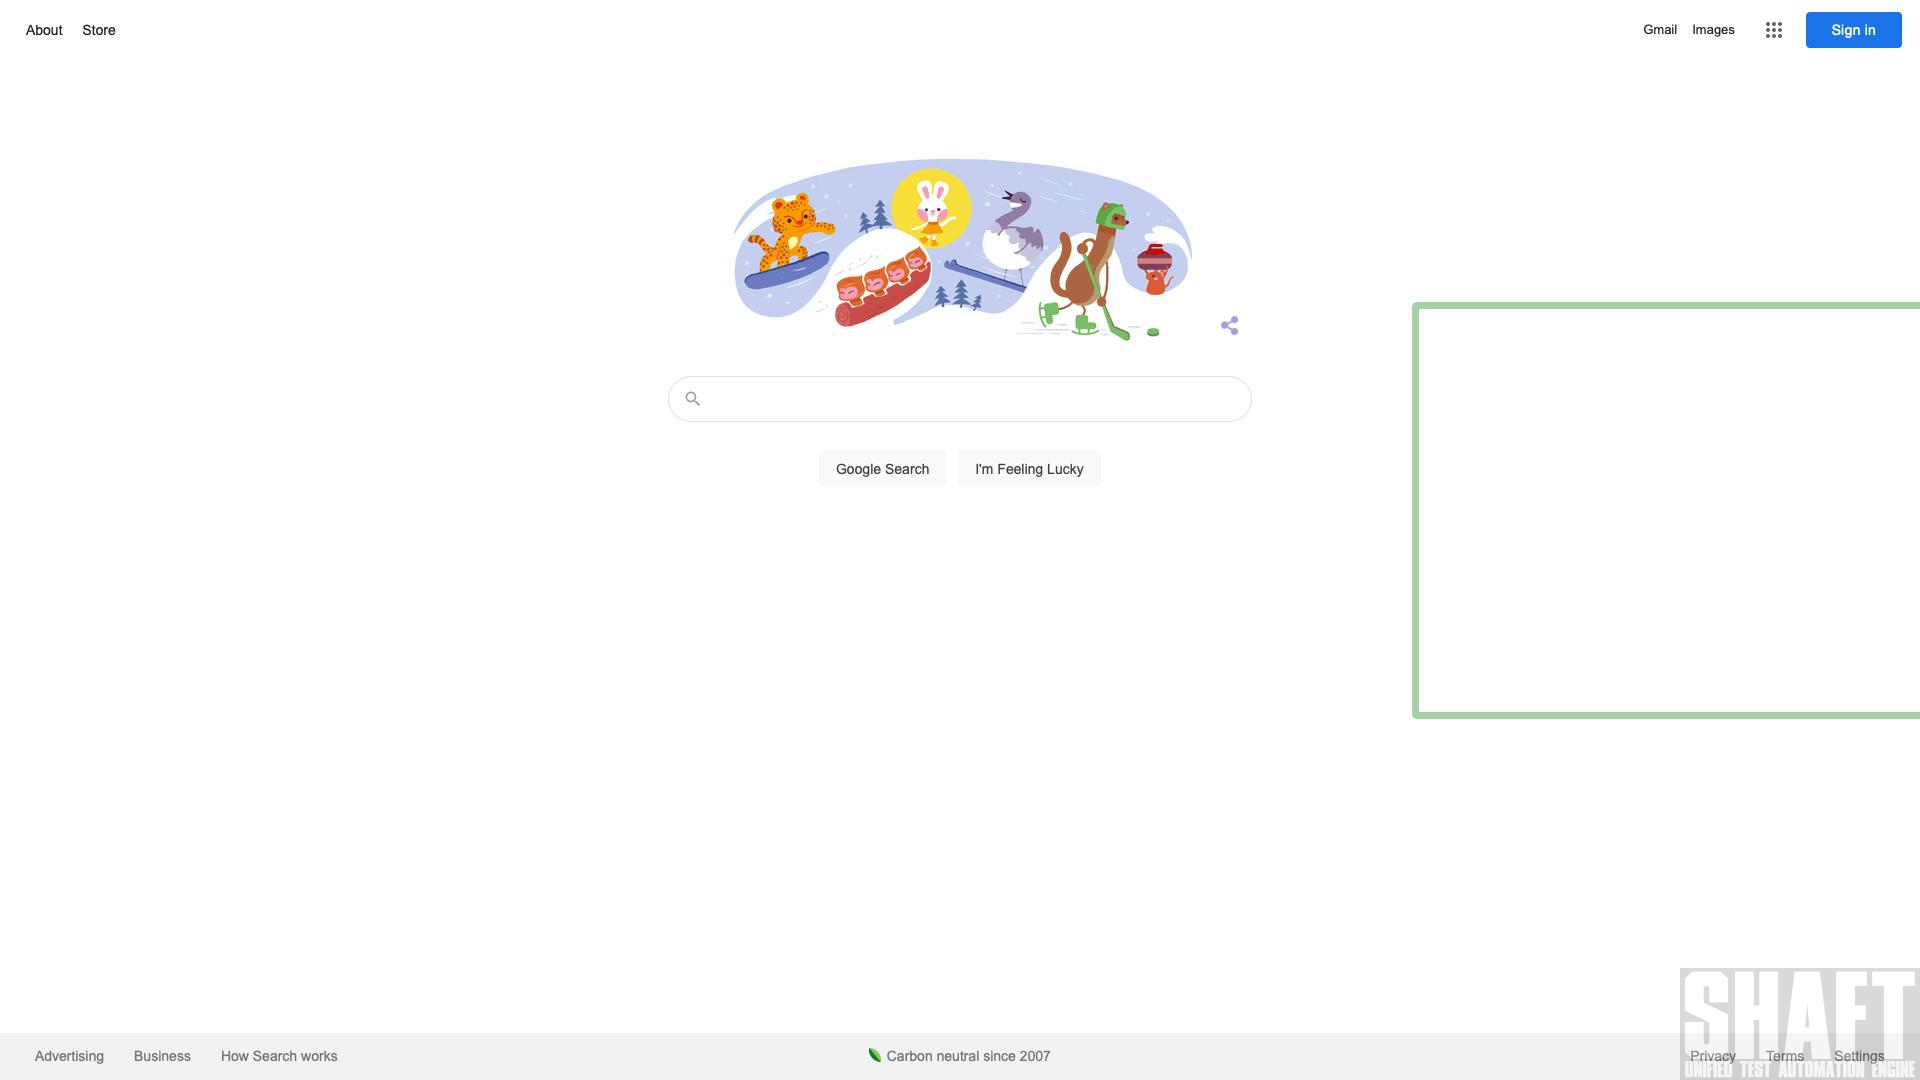 About Store
Gmail Images Sign in
Google Search I'm Feeling Lucky
SHAFT
Advertising Business How Search works Carbon neutral since 2007 Privacy Terms Settings
UNIFIED TEST AUTOMATION ENGINE